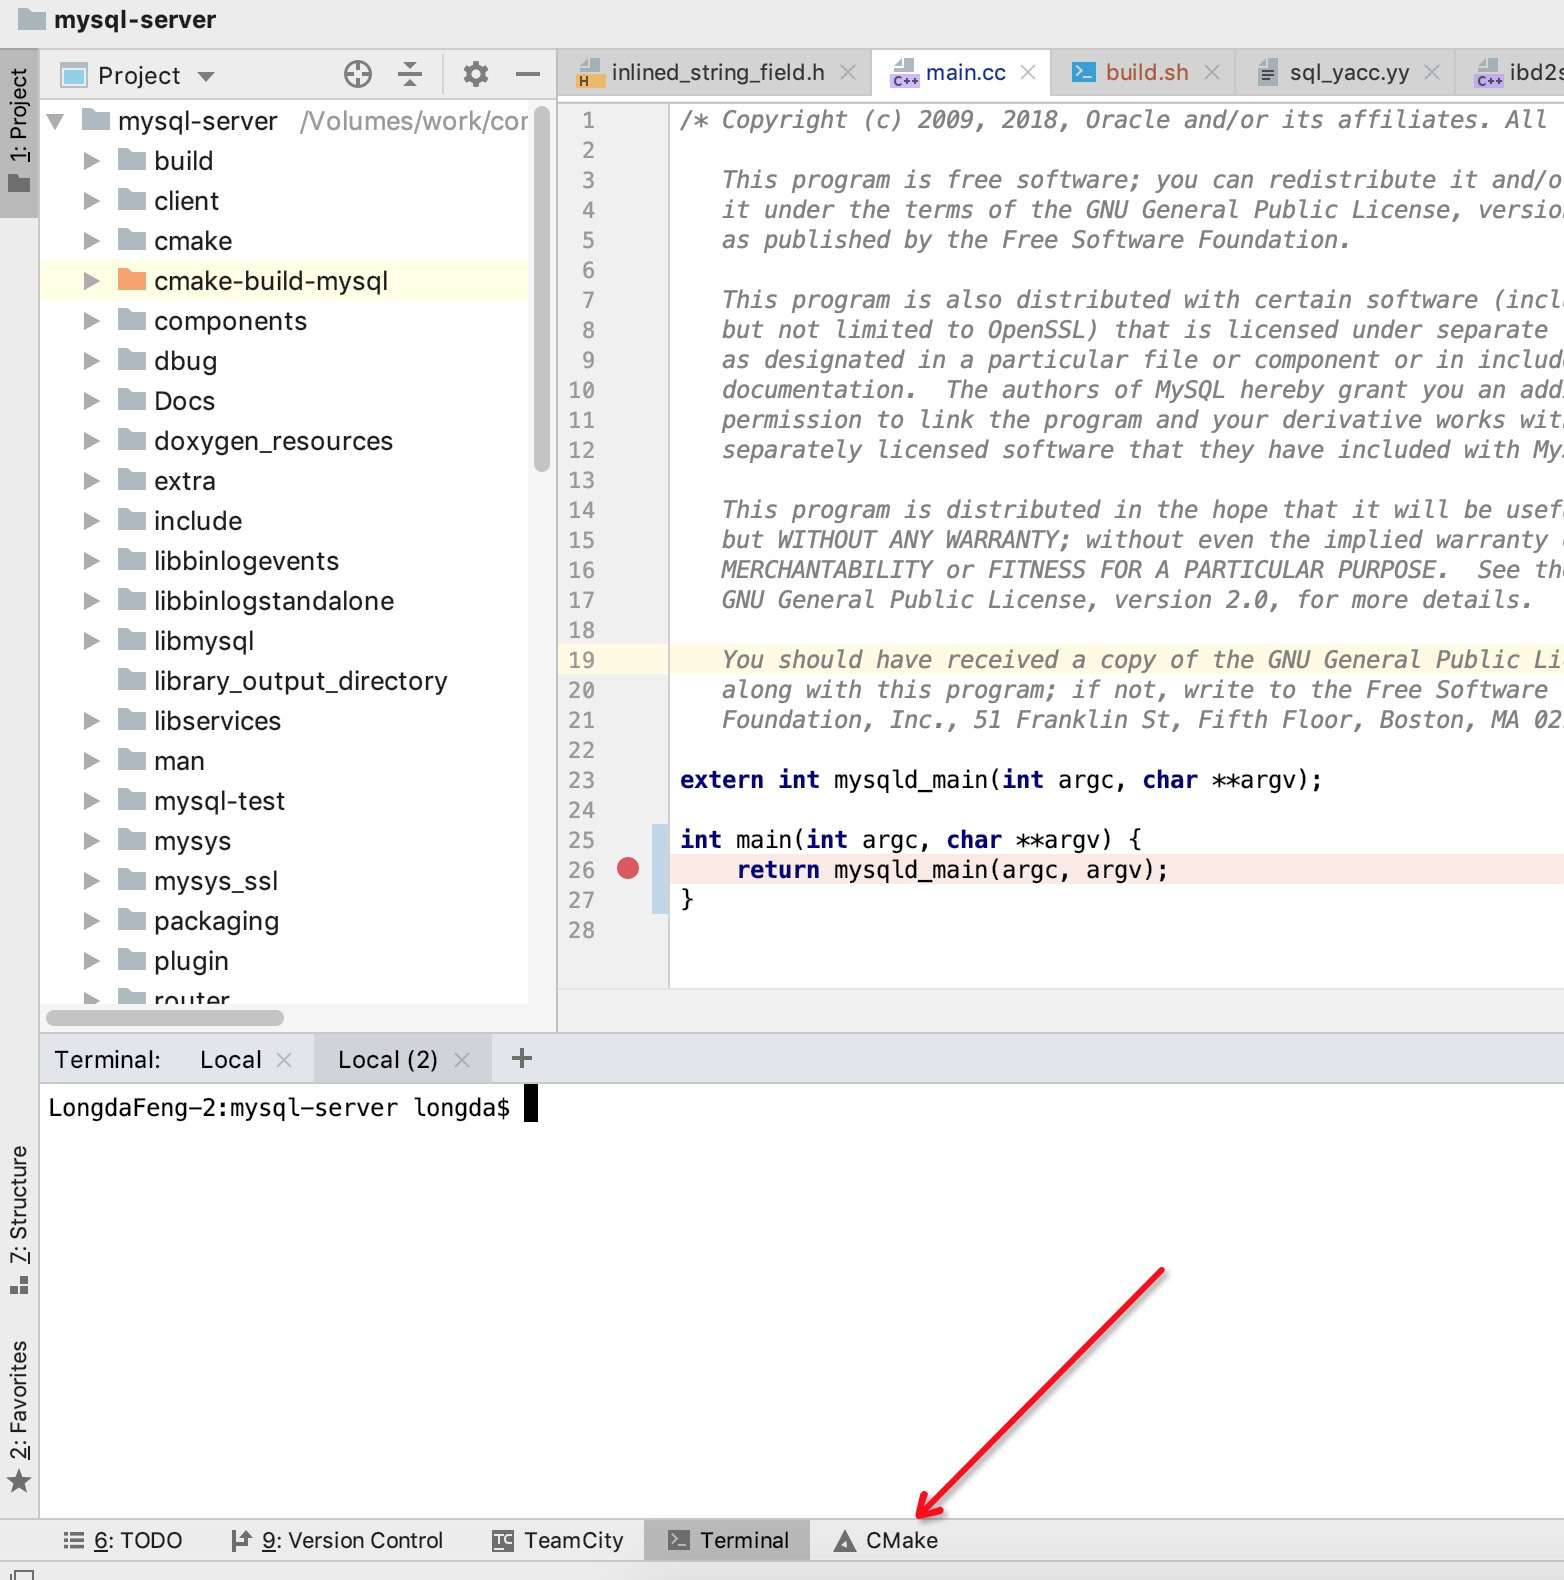 mysql-server
1: Project
Project
inlined_string_field.h
main.cc
build.sh
sql_yacc.yy
mysql-server /Volumes/work/
build
client
cmake
cmake-build-mysql
components
dbug
Docs
doxygen_resources
extra
include
libbinlogevents
libbinlogstandalone
libmysql
library_output_directory
libservices
man
mysql-test
mysys
mysys_ssl
packaging
plugin
router
1 /* Copyright (c) 2009, 2018, Oracle and/or its affiliates. All
2
3 This program is free software; you can redistribute it and/o
4 it under the terms of the GNU General Public License, versio
5 as published by the Free Software Foundation.
6
7 This program is also distributed with certain software (incl
8 but not limited to OpenSSL) that is licensed under separate
9 as designated in a particular file or component or in includ
10 documentation.  The authors of MySQL hereby grant you an add
11 permission to link the program and your derivative works wit
12 separately licensed software that they have included with My
13
14 This program is distributed in the hope that it will be usef
15 but WITHOUT ANY WARRANTY; without even the implied warranty
16 MERCHANTABILITY or FITNESS FOR A PARTICULAR PURPOSE.  See th
17 GNU General Public License, version 2.0, for more details.
18
19 You should have received a copy of the GNU General Public Li
20 along with this program; if not, write to the Free Software
21 Foundation, Inc., 51 Franklin St, Fifth Floor, Boston, MA 02
22
23 extern int mysqld_main(int argc, char **argv);
24
25 int main(int argc, char **argv) {
26 return mysqld_main(argc, argv);
27 }
28
Terminal: Local Local (2) +
LongdaFeng-2:mysql-server longda$
7: Structure
2: Favorites
6: TODO 9: Version Control TC TeamCity Terminal CMake